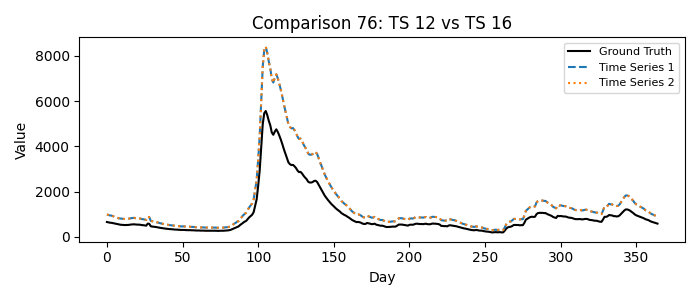 Comparison 76: TS 12 vs TS 16
Ground Truth
Time Series 1
Time Series 2
Value
8000
6000
4000
2000
0
0 50 100 150 200 250 300 350
Day